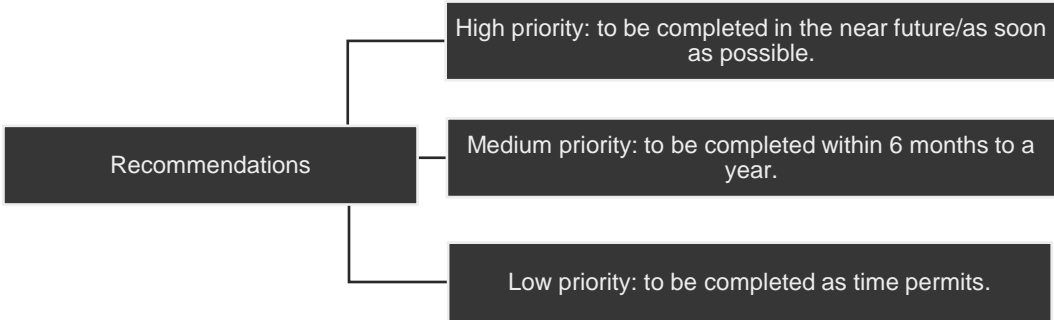 Recommendations
High priority: to be completed in the near future/as soon
as possible.
Medium priority: to be completed within 6 months to a
year.
Low priority: to be completed as time permits.